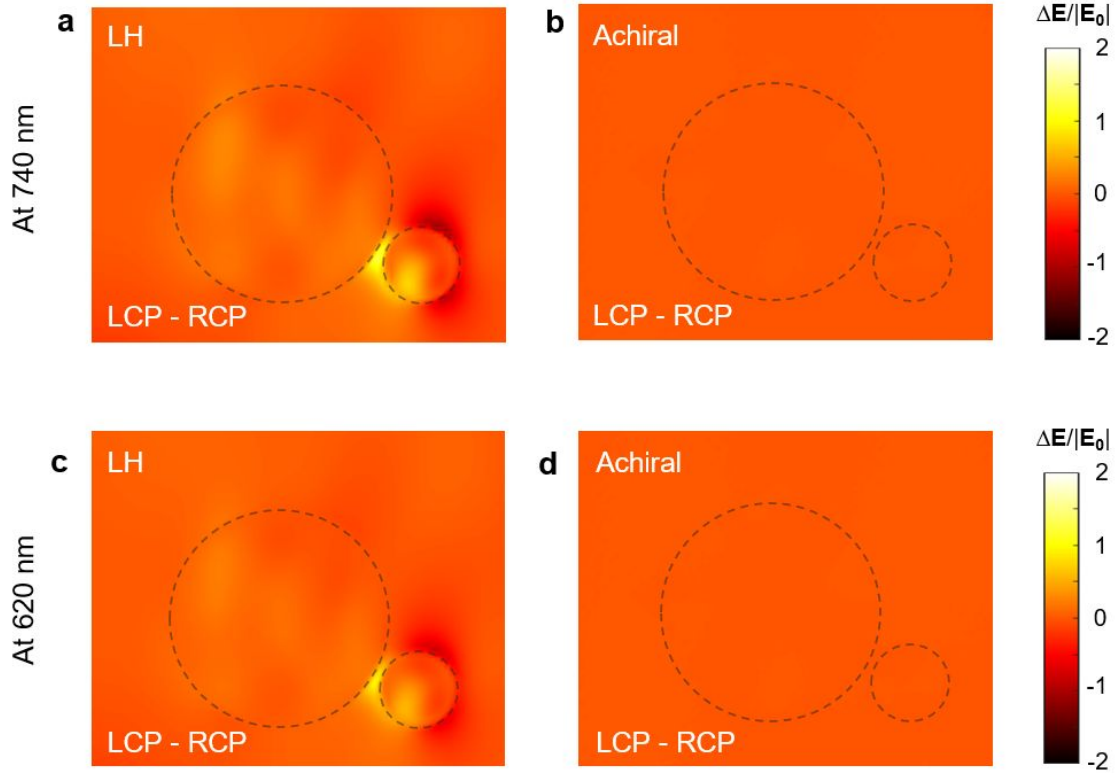 a
LH
LCP - RCP
b
Achiral
LCP - RCP
ΔE/|E₀|
2
1
0
-1
-2
At 740 nm
c
LH
LCP - RCP
d
Achiral
LCP - RCP
ΔE/|E₀|
2
1
0
-1
-2
At 620 nm